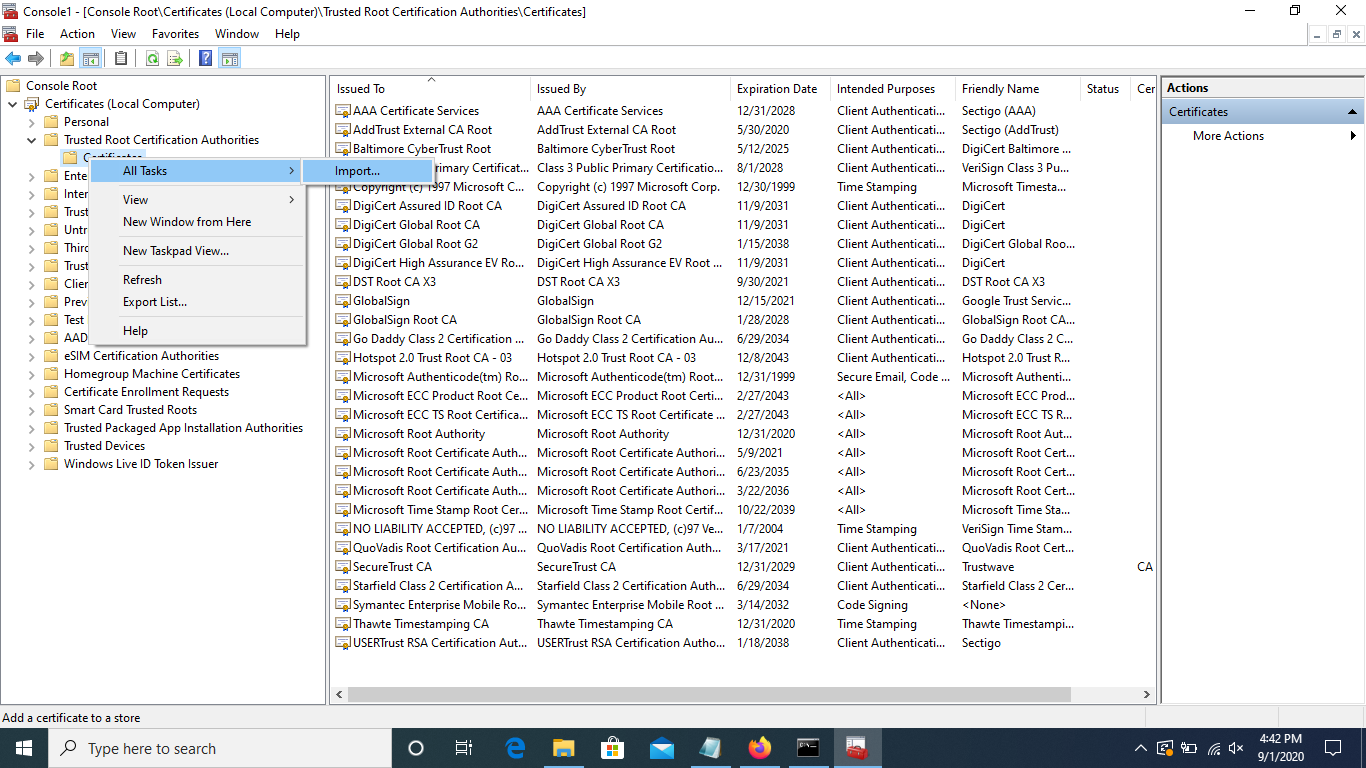 Console1 - [Console Root\Certificates (Local Computer)\Trusted Root Certification Authorities\Certificates]
File Action View Favorites Window Help
Console Root
Certificates (Local Computer)
Personal
Trusted Root Certification Authorities
Ente
Inter
Trust
Untr
Third
Trust
Clien
Prev
Test
AAD
eSIM Certification Authorities
Homegroup Machine Certificates
Certificate Enrollment Requests
Smart Card Trusted Roots
Trusted Packaged App Installation Authorities
Trusted Devices
Windows Live ID Token Issuer
All Tasks
View
New Window from Here
New Taskpad View...
Refresh
Export List...
Help
Import...
Issued To Issued By Expiration Date Intended Purposes Friendly Name Status Cer
AAA Certificate Services AAA Certificate Services 12/31/2028 Client Authenticati... Sectigo (AAA)
AddTrust External CA Root AddTrust External CA Root 5/30/2020 Client Authenticati... Sectigo (AddTrust)
Baltimore CyberTrust Root Baltimore CyberTrust Root 5/12/2025 Client Authenticati... DigiCert Baltimore ...
Primary Certificat... Class 3 Public Primary Certificat... 8/1/2028 Client Authenticati... VeriSign Class 3 Pu...
Copyright (c) 1997 Microsoft C... Copyright (c) 1997 Microsoft Corp. 12/30/1999 Time Stamping Microsoft Timesta...
DigiCert Assured ID Root CA DigiCert Assured ID Root CA 11/9/2031 Client Authenticati... DigiCert
DigiCert Global Root CA DigiCert Global Root CA 11/9/2031 Client Authenticati... DigiCert
DigiCert Global Root G2 DigiCert Global Root G2 1/15/2038 Client Authenticati... DigiCert Global Roo...
DigiCert High Assurance EV Ro... DigiCert High Assurance EV Root ... 11/9/2031 Client Authenticati... DigiCert
DST Root CA X3 DST Root CA X3 9/30/2021 Client Authenticati... DST Root CA X3
GlobalSign GlobalSign 12/15/2021 Client Authenticati... Google Trust Servic...
GlobalSign Root CA GlobalSign Root CA 1/28/2028 Client Authenticati... GlobalSign Root CA...
Go Daddy Class 2 Certification ... Go Daddy Class 2 Certification Au... 6/29/2034 Client Authenticati... Go Daddy Class 2 C...
Hotspot 2.0 Trust Root CA - 03 Hotspot 2.0 Trust Root CA - 03 12/8/2043 Client Authenticati... Hotspot 2.0 Trust R...
Microsoft Authenticode(tm) Ro... Microsoft Authenticode(tm) Root... 12/31/1999 Secure Email, Code ... Microsoft Authenti...
Microsoft ECC Product Root Ce... Microsoft ECC Product Root Certi... 2/27/2043 <All> Microsoft ECC Prod...
Microsoft ECC TS Root Certifica... Microsoft ECC TS Root Certificate ... 2/27/2043 <All> Microsoft ECC TS R...
Microsoft Root Authority Microsoft Root Authority 12/31/2020 <All> Microsoft Root Aut...
Microsoft Root Certificate Auth... Microsoft Root Certificate Authori... 5/9/2021 <All> Microsoft Root Cert...
Microsoft Root Certificate Auth... Microsoft Root Certificate Authori... 6/23/2035 <All> Microsoft Root Cert...
Microsoft Root Certificate Auth... Microsoft Root Certificate Authori... 3/22/2036 <All> Microsoft Root Cert...
Microsoft Time Stamp Root Cer... Microsoft Time Stamp Root Certif... 10/22/2039 <All> Microsoft Time Sta...
NO LIABILITY ACCEPTED, (c)97 ... NO LIABILITY ACCEPTED, (c)97 Ve... 1/7/2004 Time Stamping VeriSign Time Stam...
QuoVadis Root Certification Au... QuoVadis Root Certification Auth... 3/17/2021 Client Authenticati... QuoVadis Root Cert...
SecureTrust CA SecureTrust CA 12/31/2029 Client Authenticati... Trustwave CA
Starfield Class 2 Certification A... Starfield Class 2 Certification Auth... 6/29/2034 Client Authenticati... Starfield Class 2 Cer...
Symantec Enterprise Mobile Ro... Symantec Enterprise Mobile Root ... 3/14/2032 Code Signing <None>
Thawte Timestamping CA Thawte Timestamping CA 12/31/2020 Time Stamping Thawte Timestampi...
USERTrust RSA Certification Aut... USERTrust RSA Certification Autho... 1/18/2038 Client Authenticati... Sectigo
Actions
Certificates
More Actions
Add a certificate to a store
Type here to search
4:42 PM
9/1/2020